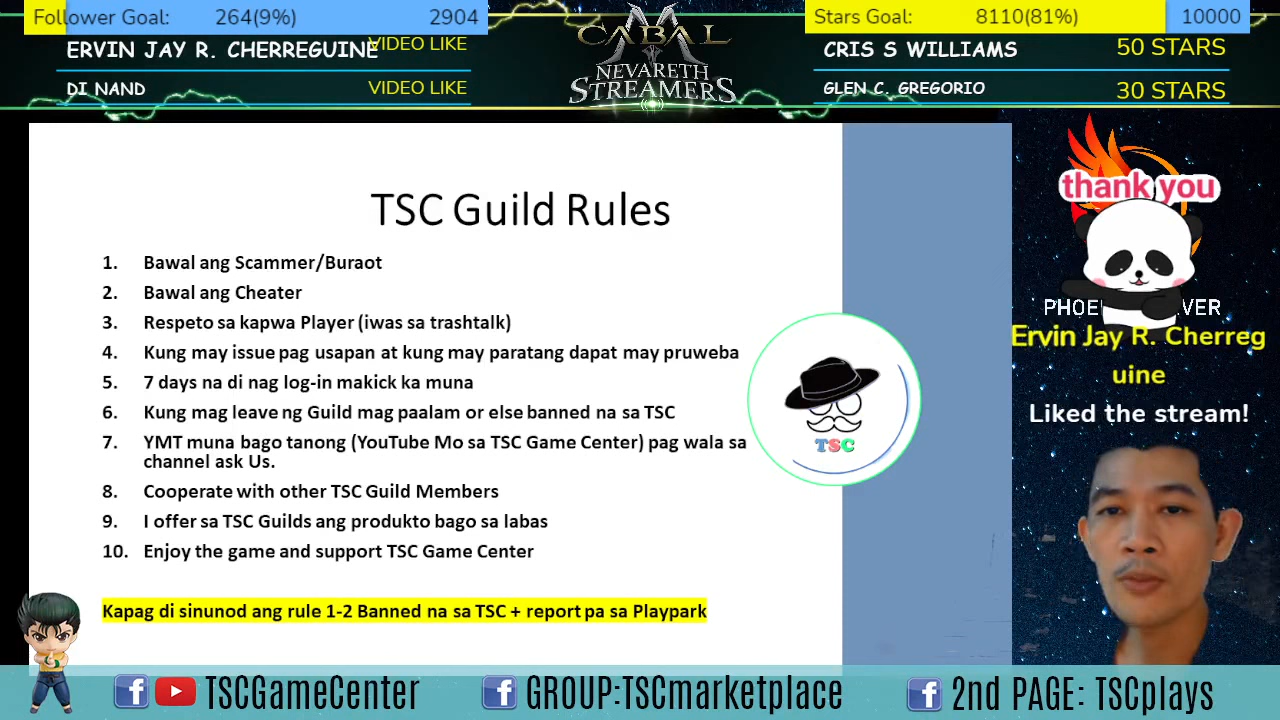 Follower Goal: 264(9%) 2904
Stars Goal: 8110(81%) 10000
ERVIN JAY R. CHERREGUINE VIDEO LIKE
DI NAND VIDEO LIKE
CABAL
NEVARETH
STREAMERS
CRIS S WILLIAMS 50 STARS
GLEN C. GREGORIO 30 STARS
TSC Guild Rules
1. Bawal ang Scammer/Buraot
2. Bawal ang Cheater
3. Respeto sa kapwa Player (iwas sa trashtalk)
4. Kung may issue pag usapan at kung may paratang dapat may pruweba
5. 7 days na di nag log-in makick ka muna
6. Kung mag leave ng Guild mag paalam or else banned na sa TSC
7. YMT muna bago tanong (YouTube Mo sa TSC Game Center) pag wala sa
channel ask Us.
8. Cooperate with other TSC Guild Members
9. I offer sa TSC Guilds ang produkto bago sa labas
10. Enjoy the game and support TSC Game Center
Kapag di sinunod ang rule 1-2 Banned na sa TSC + report pa sa Playpark
TSC
thank you
Ervin Jay R. Cherreg
uine
Liked the stream!
TSCGameCenter
GROUP:TSCmarketplace
2nd PAGE: TSCplays